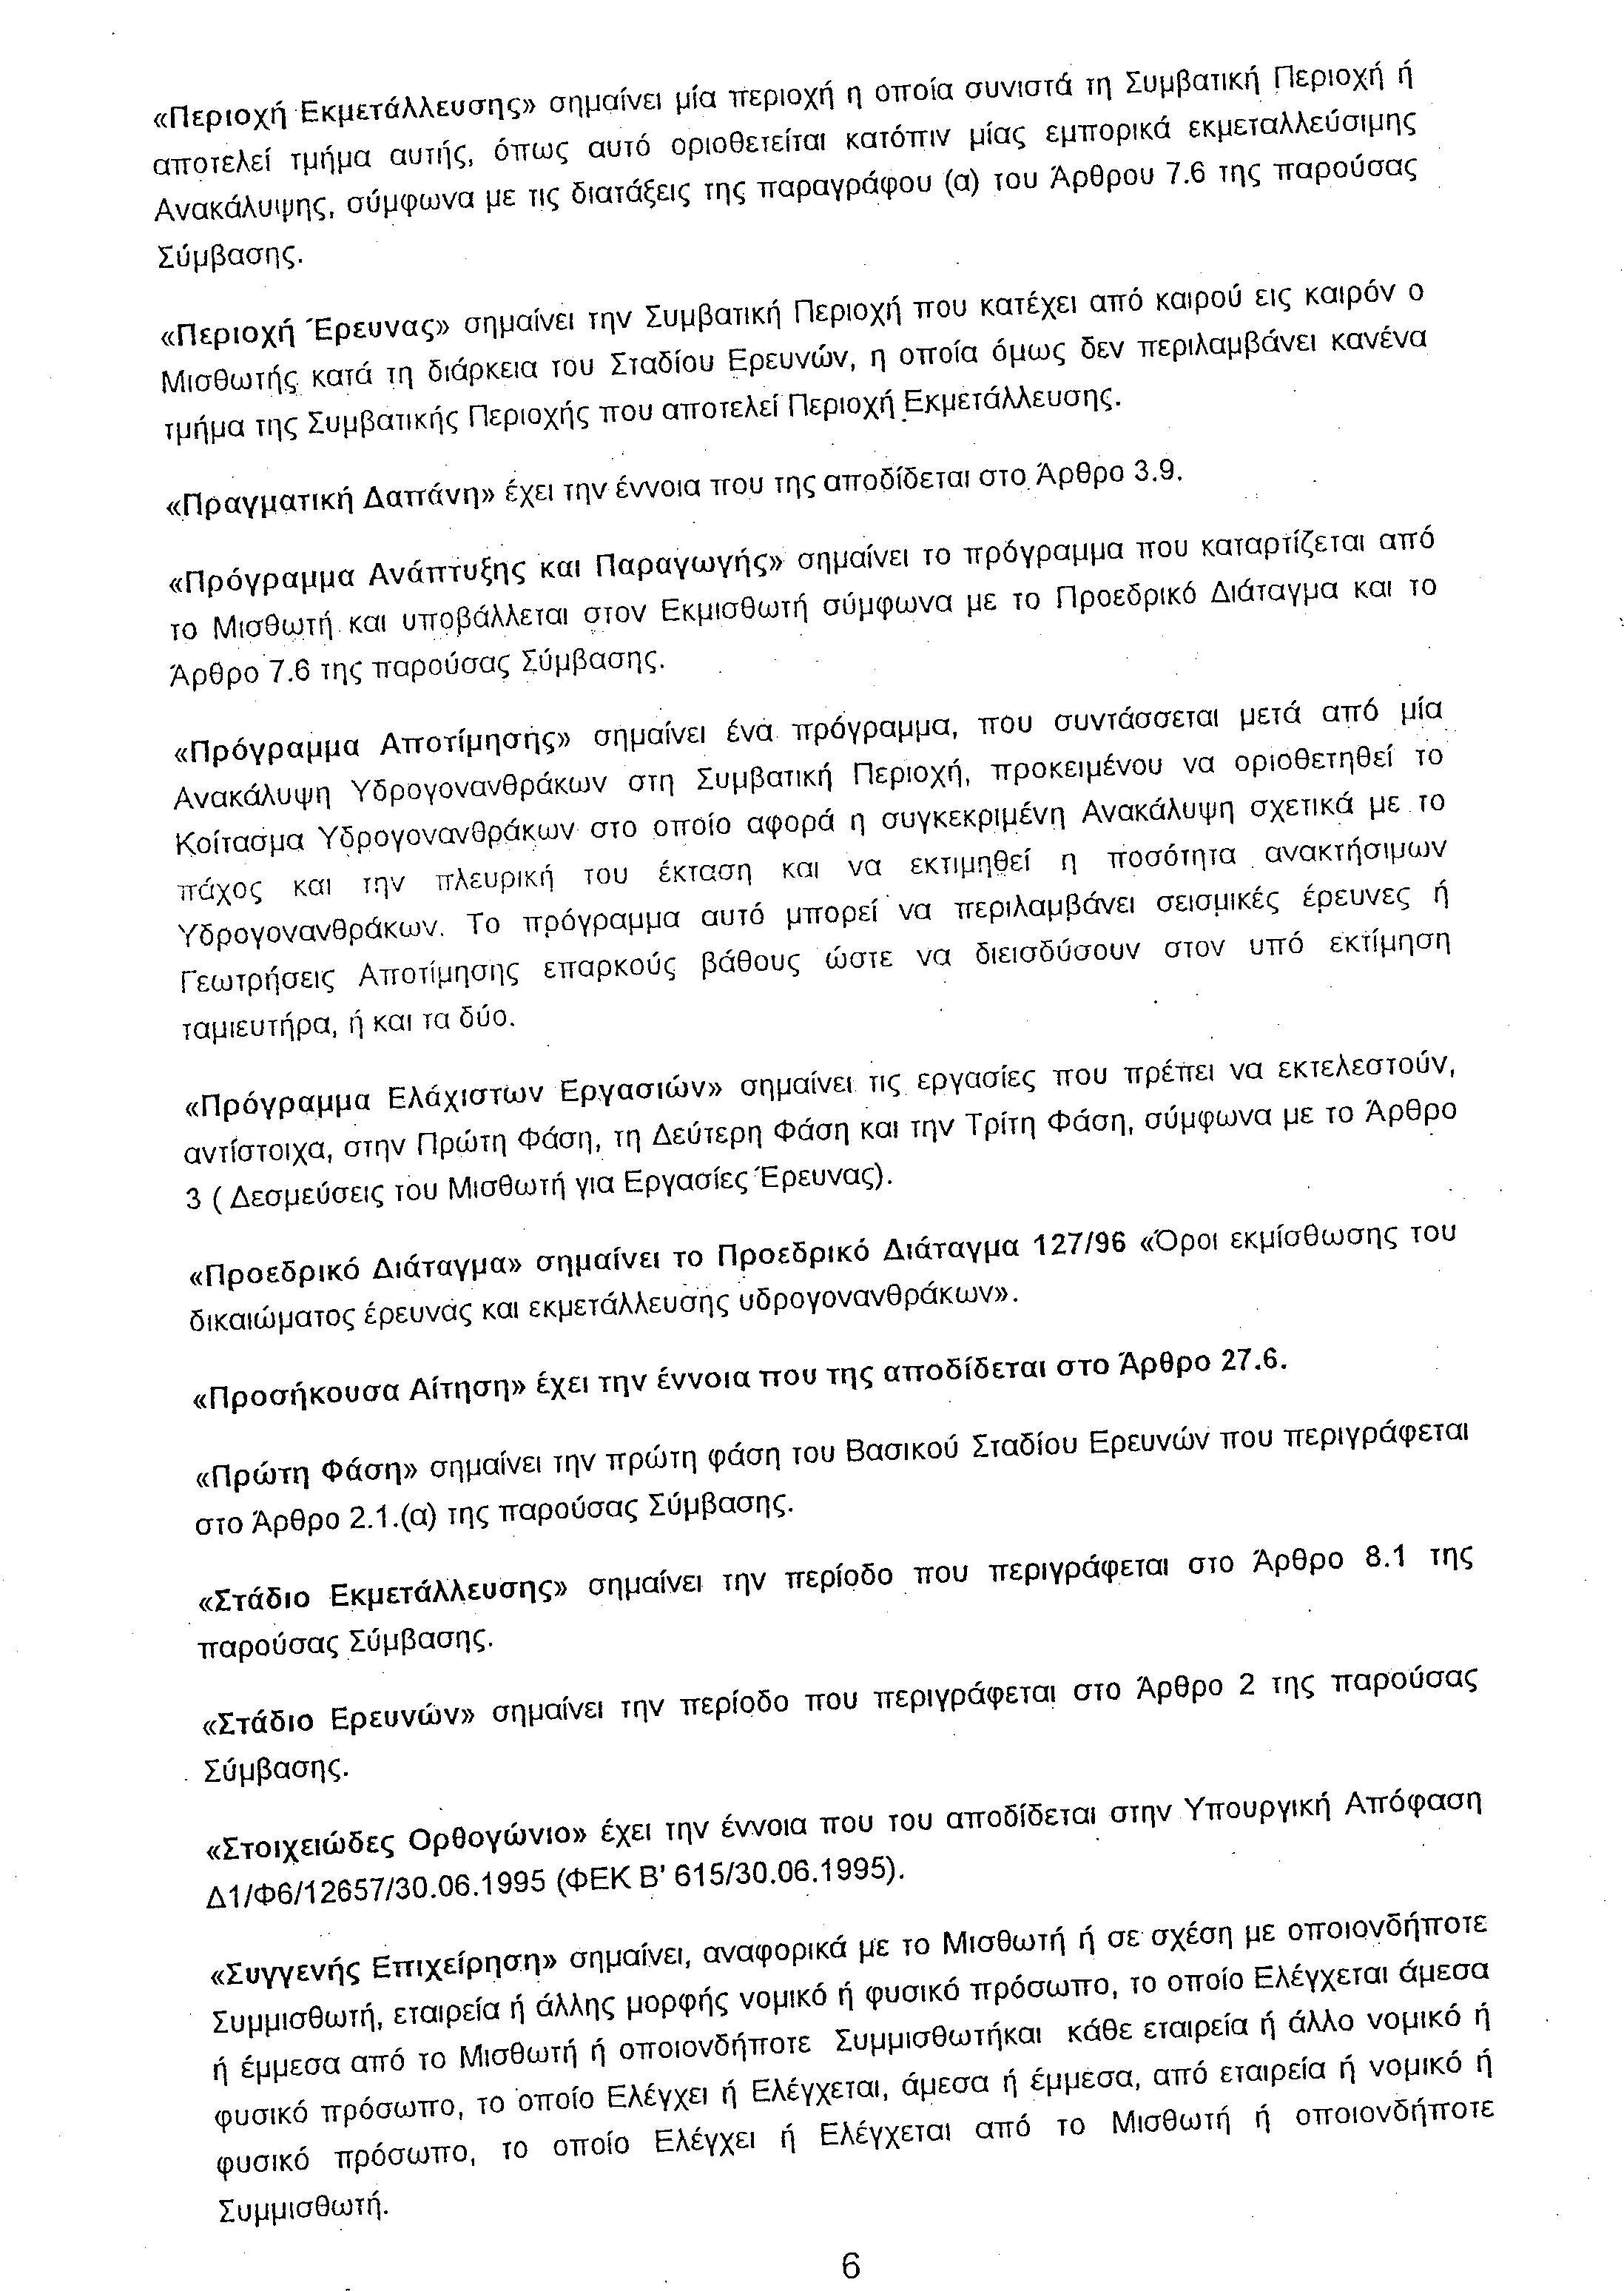 «Περιοχή Εκμετάλλευσης» σημαίνει μία περιοχή η οποία συνιστά τη Συμβατική Περιοχή ή
αποτελεί τμήμα αυτής, όπως αυτό οριοθετείται κατόπιν μίας εμπορικά εκμεταλλεύσιμης
Ανακάλυψης, σύμφωνα με τις διατάξεις της παραγράφου (α) του Άρθρου 7.6 της παρούσας
Σύμβασης.
«Περιοχή Έρευνας» σημαίνει την Συμβατική Περιοχή που κατέχει από καιρού εις καιρόν ο
Μισθωτής κατά τη διάρκεια του Σταδίου Ερευνών, η οποία όμως δεν περιλαμβάνει κανένα
τμήμα της Συμβατικής Περιοχής που αποτελεί Περιοχή Εκμετάλλευσης.
«Πραγματική Δαπάνη» έχει την έννοια που της αποδίδεται στο Άρθρο 3.9.
«Πρόγραμμα Ανάπτυξης και Παραγωγής» σημαίνει το πρόγραμμα που καταρτίζεται από
το Μισθωτή και υποβάλλεται στον Εκμισθωτή σύμφωνα με το Προεδρικό Διάταγμα και το
Άρθρο 7.6 της παρούσας Σύμβασης.
«Πρόγραμμα Αποτίμησης» σημαίνει ένα πρόγραμμα, που συντάσσεται μετά από μία
Ανακάλυψη Υδρογονανθράκων στη Συμβατική Περιοχή, προκειμένου να οριοθετηθεί το
Κοίτασμα Υδρογονανθράκων στο οποίο αφορά η συγκεκριμένη Ανακάλυψη σχετικά με το
πάχος και την πλευρική του έκταση και να εκτιμηθεί η ποσότητα ανακτήσιμων
Υδρογονανθράκων. Το πρόγραμμα αυτό μπορεί να περιλαμβάνει σεισμικές έρευνες ή
Γεωτρήσεις Αποτίμησης επαρκούς βάθους ώστε να διεισδύσουν στον υπό εκτίμηση
ταμιευτήρα, ή και τα δύο.
«Πρόγραμμα Ελάχιστων Εργασιών» σημαίνει τις εργασίες που πρέπει να εκτελεστούν,
αντίστοιχα, στην Πρώτη Φάση, τη Δεύτερη Φάση και την Τρίτη Φάση, σύμφωνα με το Άρθρο
3 ( Δεσμεύσεις του Μισθωτή για Εργασίες Έρευνας).
«Προεδρικό Διάταγμα» σημαίνει το Προεδρικό Διάταγμα 127/96 «Όροι εκμίσθωσης του
δικαιώματος έρευνας και εκμετάλλευσης υδρογονανθράκων».
«Προσήκουσα Αίτηση» έχει την έννοια που της αποδίδεται στο Άρθρο 27.6.
«Πρώτη Φάση» σημαίνει την πρώτη φάση του Βασικού Σταδίου Ερευνών που περιγράφεται
στο Άρθρο 2.1.(α) της παρούσας Σύμβασης.
«Στάδιο Εκμετάλλευσης» σημαίνει την περίοδο που περιγράφεται στο Άρθρο 8.1 της
παρούσας Σύμβασης.
«Στάδιο Ερευνών» σημαίνει την περίοδο που περιγράφεται στο Άρθρο 2 της παρούσας
Σύμβασης.
«Στοιχειώδες Ορθογώνιο» έχει την έννοια που του αποδίδεται στην Υπουργική Απόφαση
Δ1/Φ6/12657/30.06.1995 (ΦΕΚ Β' 615/30.06.1995).
«Συγγενής Επιχείρηση» σημαίνει, αναφορικά με το Μισθωτή ή σε σχέση με οποιονδήποτε
Συμμισθωτή, εταιρεία ή άλλης μορφής νομικό ή φυσικό πρόσωπο, το οποίο Ελέγχεται άμεσα
ή έμμεσα από το Μισθωτή ή οποιονδήποτε Συμμισθωτήκαι κάθε εταιρεία ή άλλο νομικό ή
φυσικό πρόσωπο, το οποίο Ελέγχει ή Ελέγχεται, άμεσα ή έμμεσα, από εταιρεία ή νομικό ή
φυσικό πρόσωπο, το οποίο Ελέγχει ή Ελέγχεται από το Μισθωτή ή οποιονδήποτε
Συμμισθωτή.
6